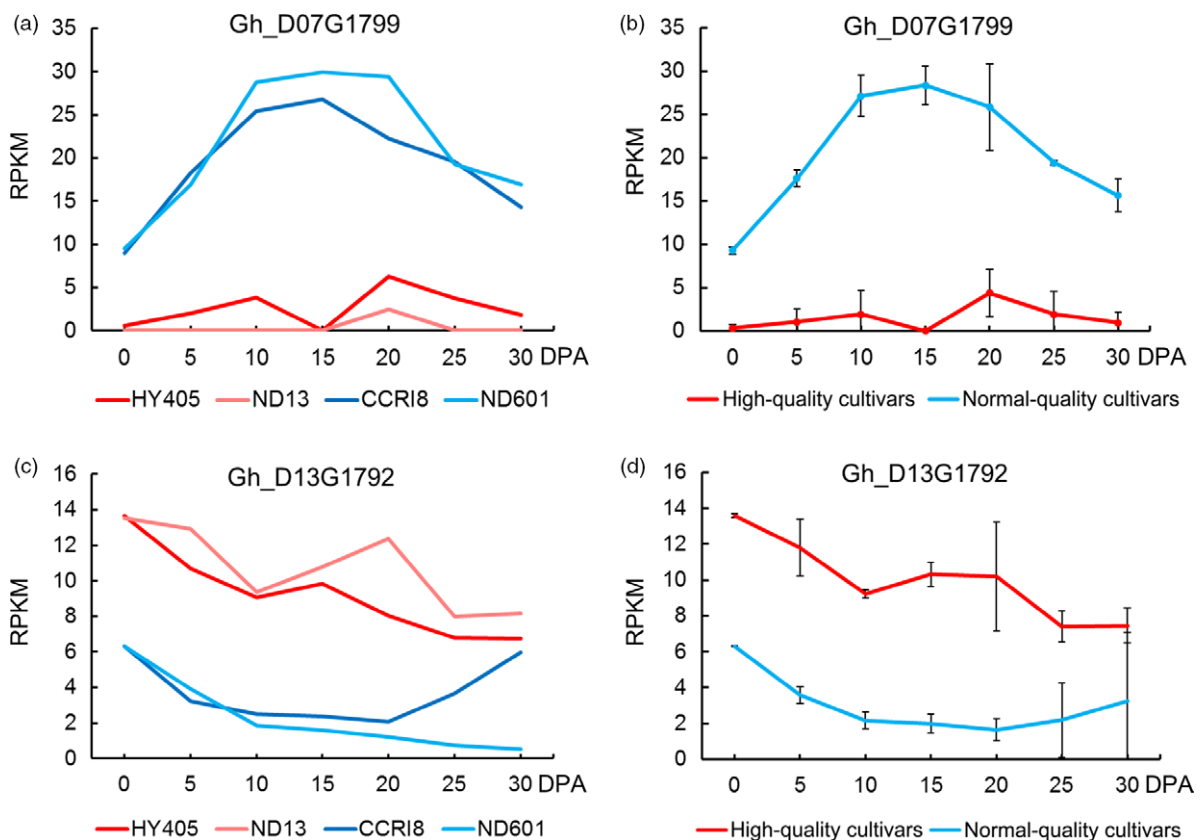 (a)
Gh_D07G1799
35
30
25
20
15
10
5
0
RPKM
0 5 10 15 20 25 30 DPA
HY405 ND13 CCRI8 ND601
(b)
Gh_D07G1799
35
30
25
20
15
10
5
0
RPKM
0 5 10 15 20 25 30 DPA
High-quality cultivars Normal-quality cultivars
(c)
Gh_D13G1792
16
14
12
10
8
6
4
2
0
RPKM
0 5 10 15 20 25 30 DPA
HY405 ND13 CCRI8 ND601
(d)
Gh_D13G1792
16
14
12
10
8
6
4
2
0
RPKM
0 5 10 15 20 25 30 DPA
High-quality cultivars Normal-quality cultivars